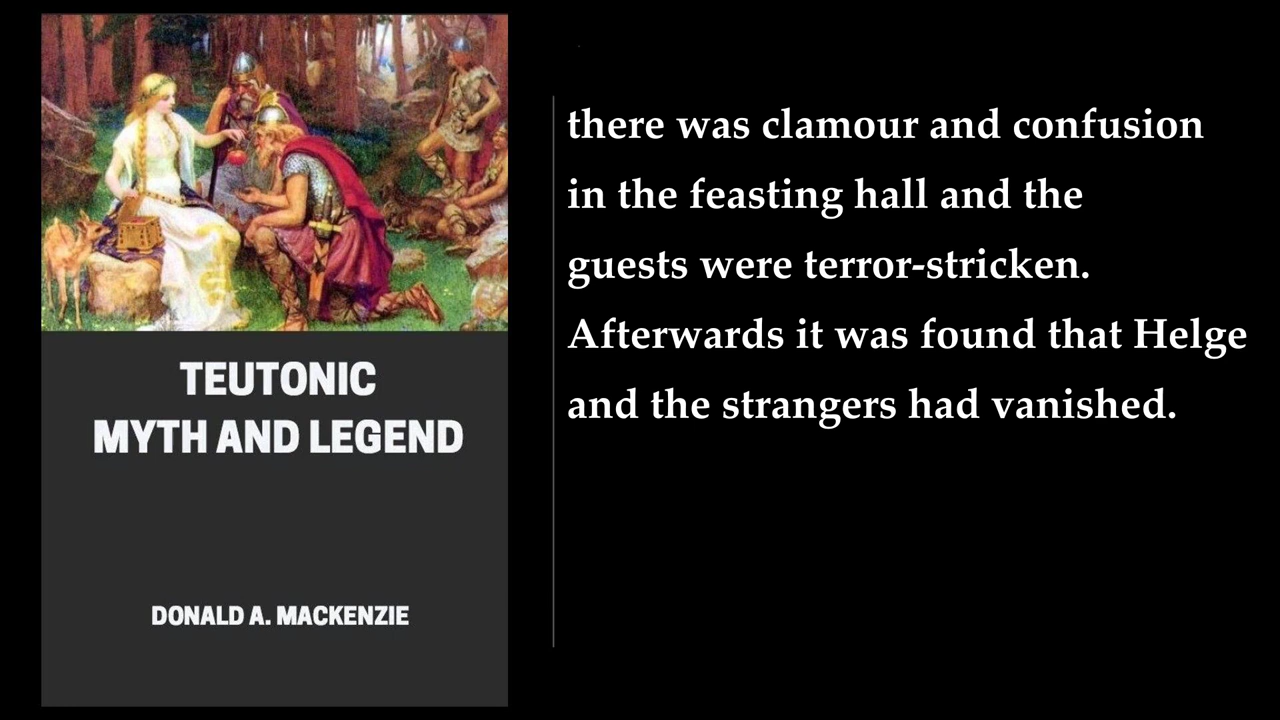 TEUTONIC
MYTH AND LEGEND
DONALD A. MACKENZIE
there was clamour and confusion
in the feasting hall and the
guests were terror-stricken.
Afterwards it was found that Helge
and the strangers had vanished.